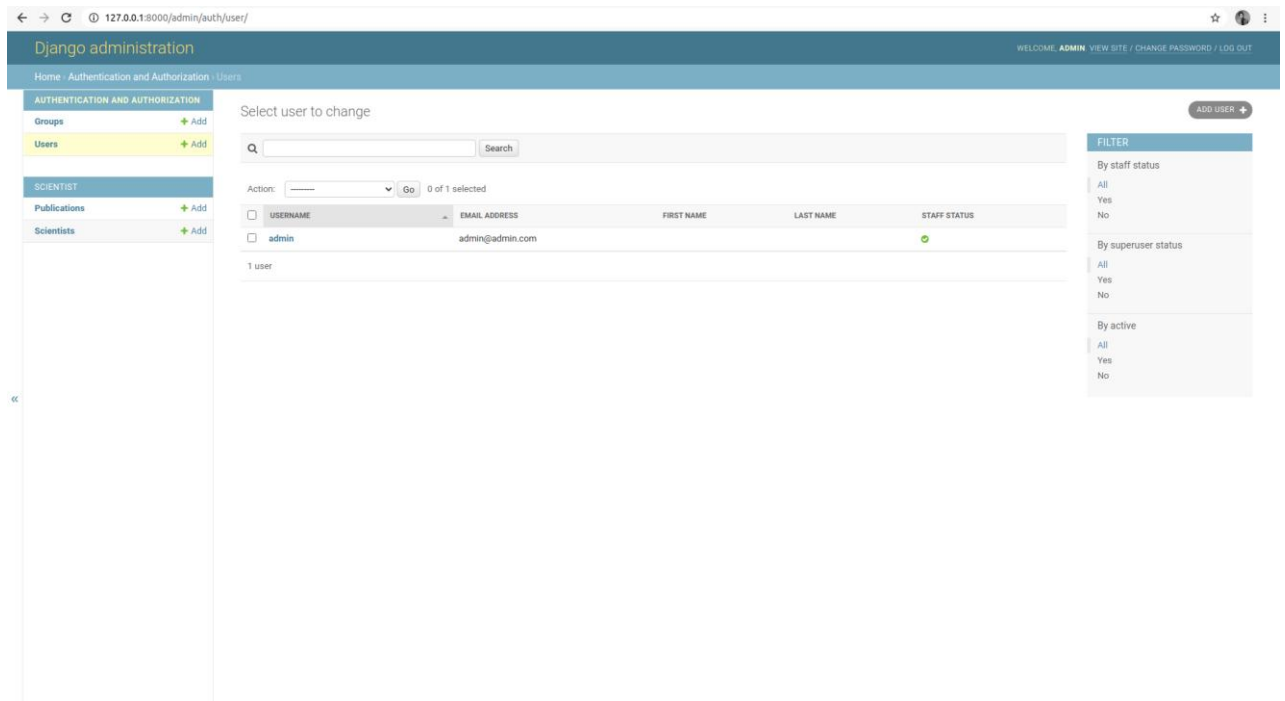 127.0.0.1:8000/admin/auth/user/
Django administration
WELCOME, ADMIN. VIEW SITE / CHANGE PASSWORD / LOG OUT
Home › Authentication and Authorization › Users
AUTHENTICATION AND AUTHORIZATION
Groups + Add
Users + Add
SCIENTIST
Publications + Add
Scientists + Add
«
Select user to change
ADD USER +
Search
Action: --------- Go 0 of 1 selected
USERNAME EMAIL ADDRESS FIRST NAME LAST NAME STAFF STATUS
admin admin@admin.com
1 user
FILTER
By staff status
All
Yes
No
By superuser status
All
Yes
No
By active
All
Yes
No